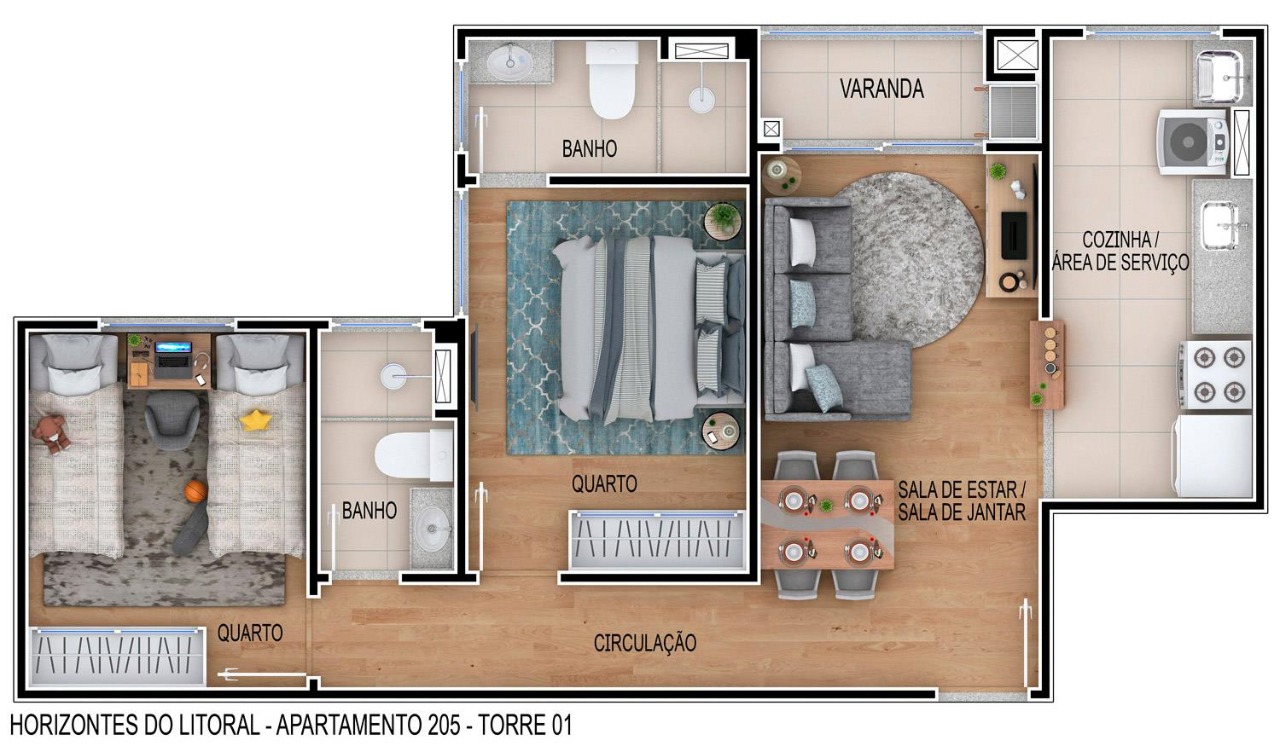 VARANDA
BANHO
COZINHA /
ÁREA DE SERVIÇO
QUARTO
SALA DE ESTAR /
SALA DE JANTAR
BANHO
QUARTO
CIRCULAÇÃO
HORIZONTES DO LITORAL - APARTAMENTO 205 - TORRE 01